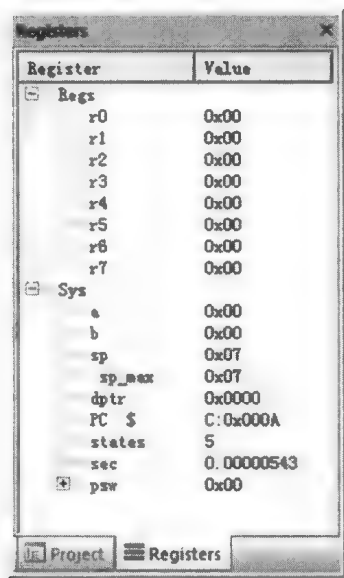 Registers
Register Value
Regs
r0 0x00
r1 0x00
r2 0x00
r3 0x00
r4 0x00
r5 0x00
r6 0x00
r7 0x00
Sys
a 0x00
b 0x00
sp 0x07
sp_max 0x07
dptr 0x0000
PC $ C:0x000A
states 5
sec 0.00000543
psw 0x00
Project Registers